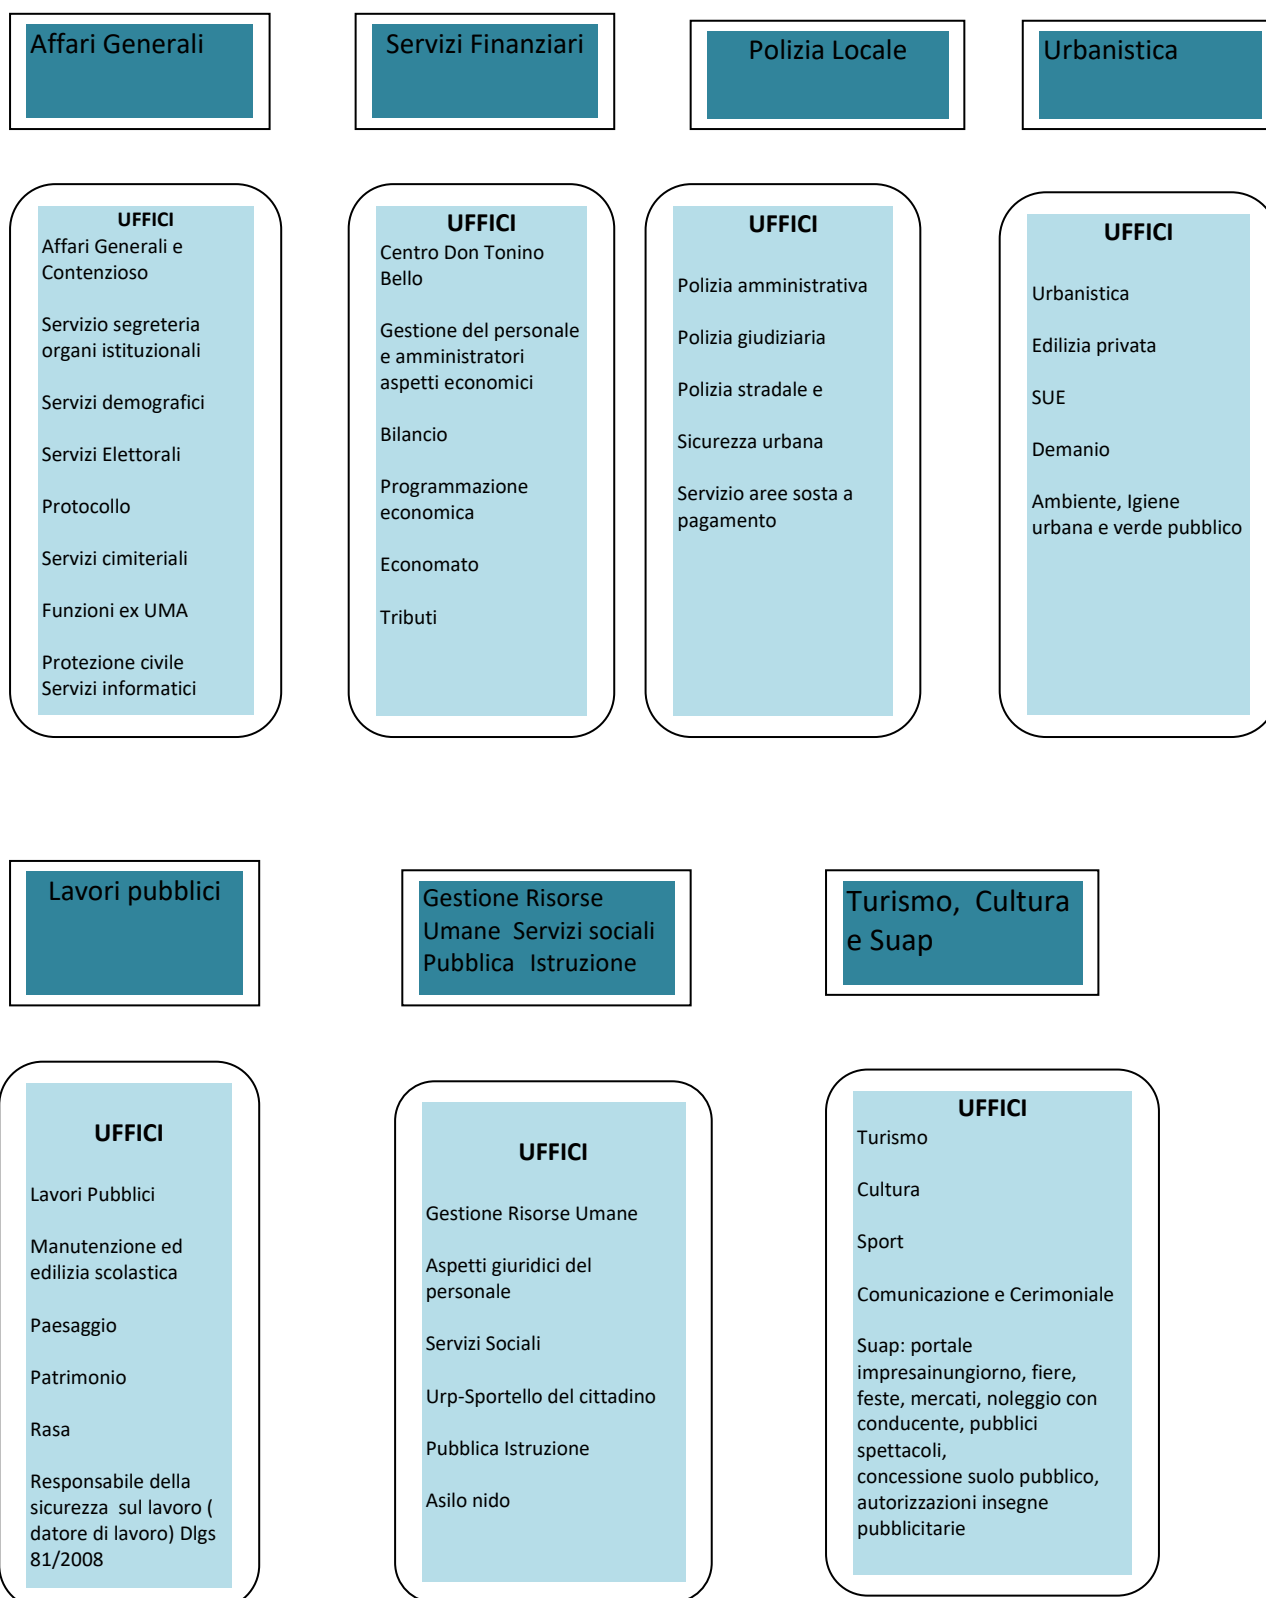 Affari Generali
Servizi Finanziari
Polizia Locale
Urbanistica
UFFICI
Affari Generali e
Contenzioso
Servizio segreteria
organi istituzionali
Servizi demografici
Servizi Elettorali
Protocollo
Servizi cimiteriali
Funzioni ex UMA
Protezione civile
Servizi informatici
UFFICI
Centro Don Tonino
Bello
Gestione del personale
e amministratori
aspetti economici
Bilancio
Programmazione
economica
Economato
Tributi
UFFICI
Polizia amministrativa
Polizia giudiziaria
Polizia stradale e
Sicurezza urbana
Servizio aree sosta a
pagamento
UFFICI
Urbanistica
Edilizia privata
SUE
Demanio
Ambiente, Igiene
urbana e verde pubblico
Lavori pubblici
Gestione Risorse
Umane Servizi sociali
Pubblica Istruzione
Turismo, Cultura
e Suap
UFFICI
Lavori Pubblici
Manutenzione ed
edilizia scolastica
Paesaggio
Patrimonio
Rasa
Responsabile della
sicurezza sul lavoro (
datore di lavoro) Dlgs
81/2008
UFFICI
Gestione Risorse Umane
Aspetti giuridici del
personale
Servizi Sociali
Urp-Sportello del cittadino
Pubblica Istruzione
Asilo nido
UFFICI
Turismo
Cultura
Sport
Comunicazione e Cerimoniale
Suap: portale
impresainungiorno, fiere,
feste, mercati, noleggio con
conducente, pubblici
spettacoli,
concessione suolo pubblico,
autorizzazioni insegne
pubblicitarie